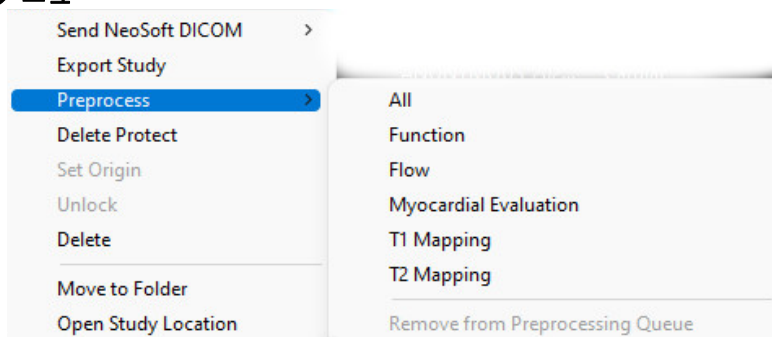 Send NeoSoft DICOM >
Export Study
Preprocess >
Delete Protect
Set Origin
Unlock
Delete
Move to Folder
Open Study Location
All
Function
Flow
Myocardial Evaluation
T1 Mapping
T2 Mapping
Remove from Preprocessing Queue